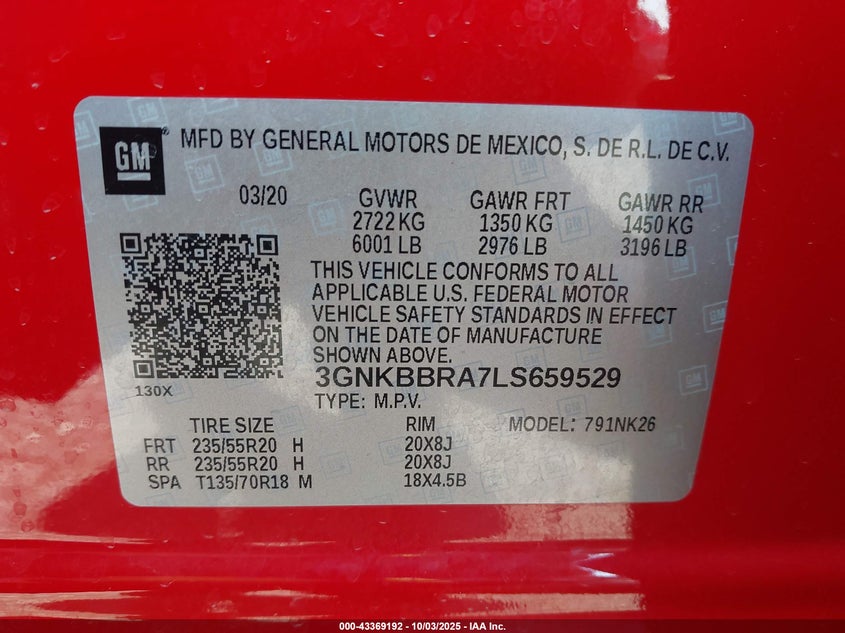 GM
MFD BY GENERAL MOTORS DE MEXICO, S. DE R.L. DE C.V.
03/20 GVWR GAWR FRT GAWR RR
2722 KG 1350 KG 1450 KG
6001 LB 2976 LB 3196 LB
THIS VEHICLE CONFORMS TO ALL
APPLICABLE U.S. FEDERAL MOTOR
VEHICLE SAFETY STANDARDS IN EFFECT
ON THE DATE OF MANUFACTURE
SHOWN ABOVE.
130X
3GNKBBRA7LS659529
TYPE: M.P.V.
TIRE SIZE RIM MODEL: 791NK26
FRT 235/55R20 H 20X8J
RR 235/55R20 H 20X8J
SPA T135/70R18 M 18X4.5B
000-43369192 - 10/03/2025 - IAA Inc.